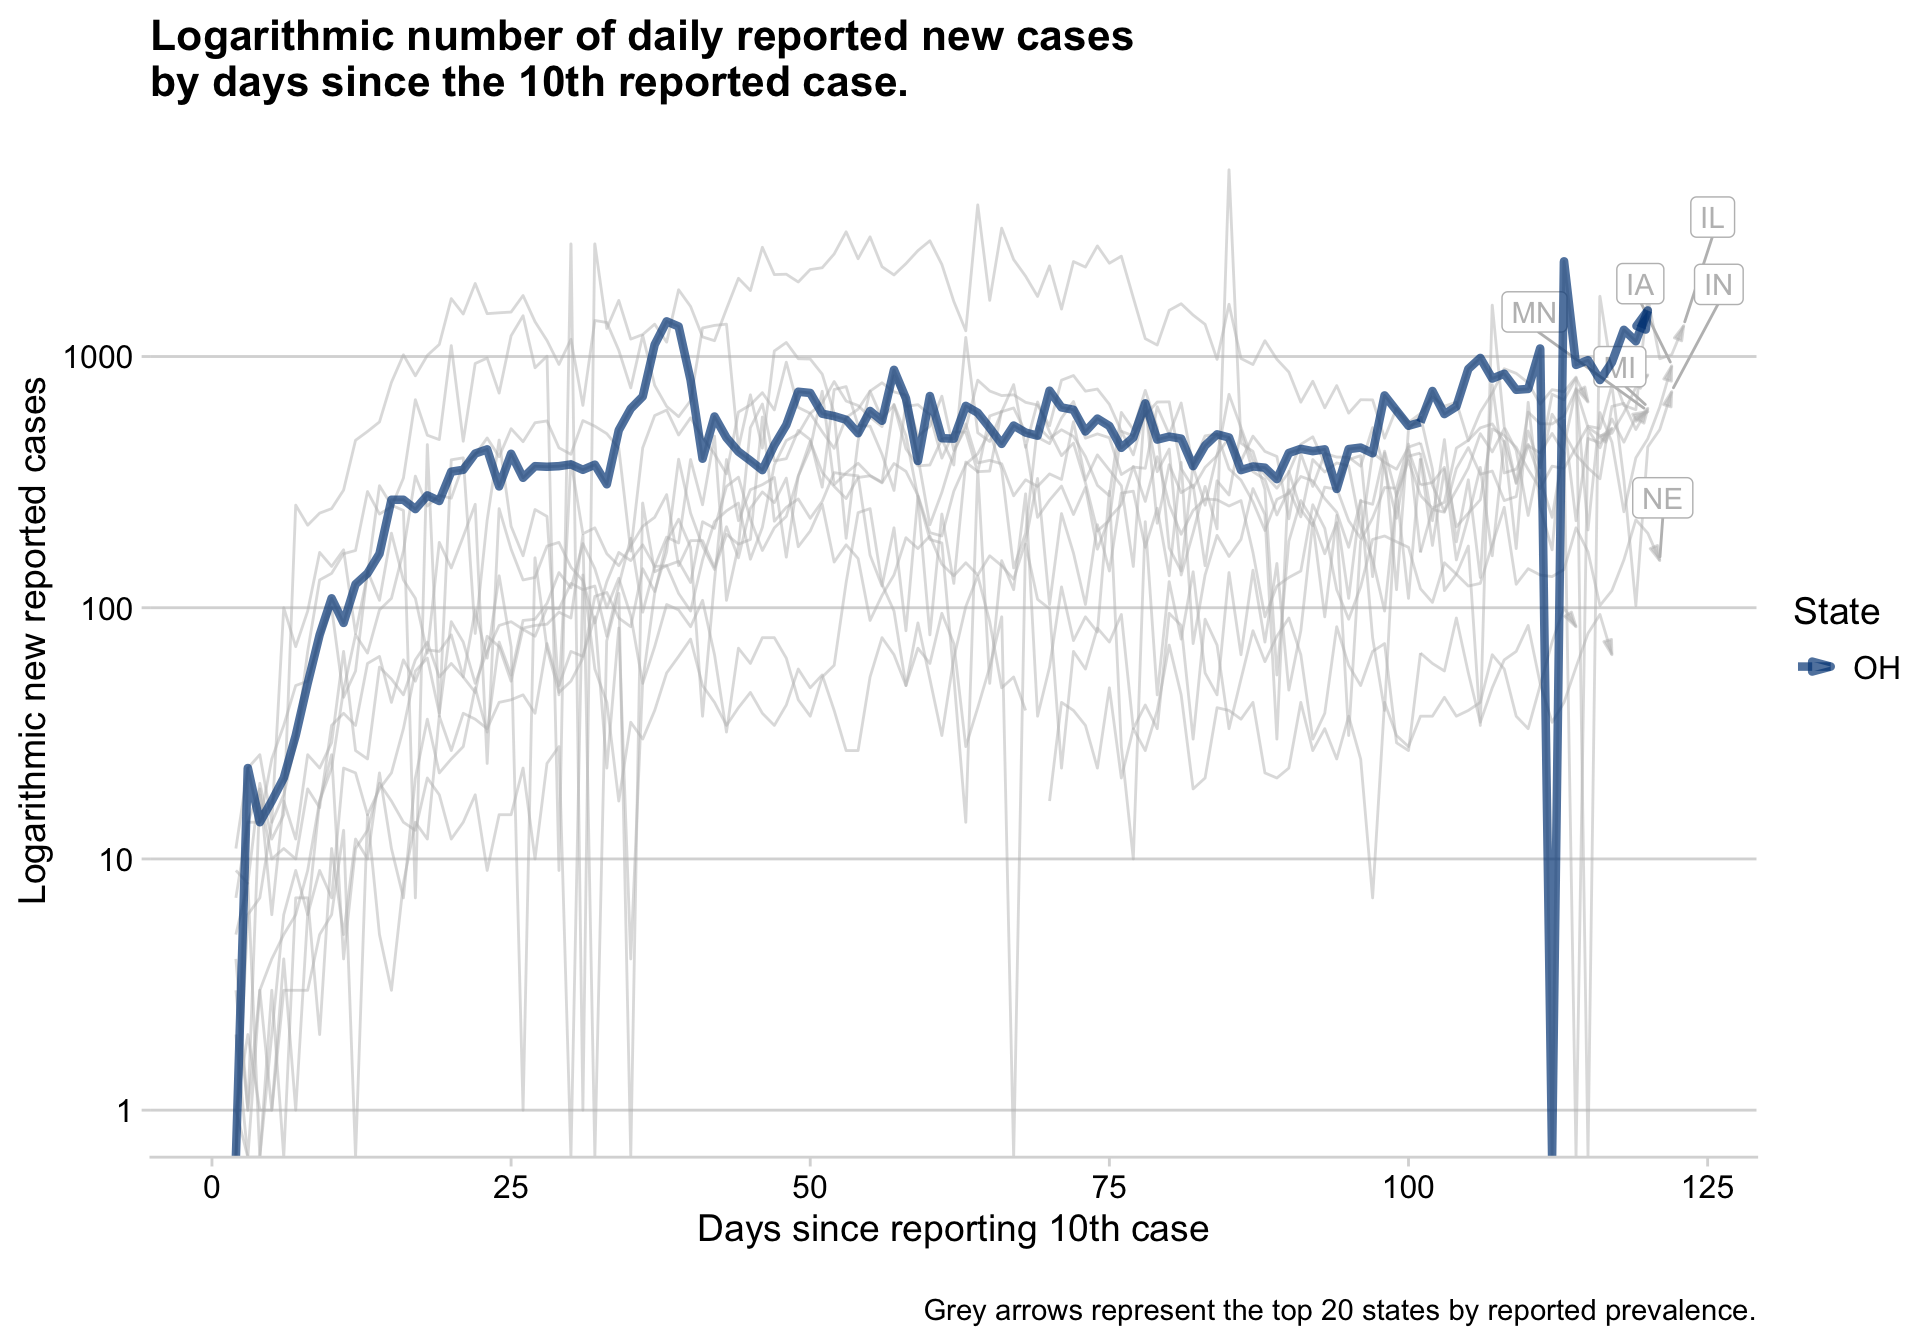 Logarithmic number of daily reported new cases
by days since the 10th reported case.
Logarithmic new reported cases
1000
100
10
1
IL
IA
IN
MN
MI
NE
State
OH
0
25
50
75
100
125
Days since reporting 10th case
Grey arrows represent the top 20 states by reported prevalence.